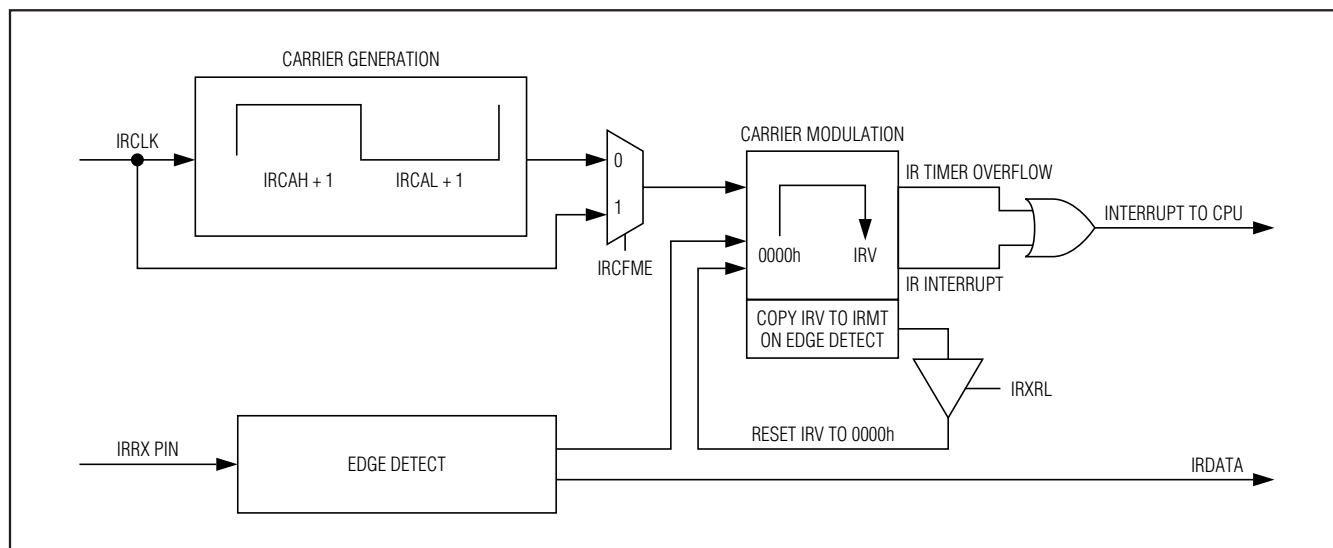 CARRIER GENERATION
IRCLK
IRCAH + 1
IRCAL + 1
0
1
IRCFME
CARRIER MODULATION
0000h
IRV
IR TIMER OVERFLOW
IR INTERRUPT
INTERRUPT TO CPU
COPY IRV TO IRMT
ON EDGE DETECT
IRXRL
RESET IRV TO 0000h
IRRX PIN
EDGE DETECT
IRDATA